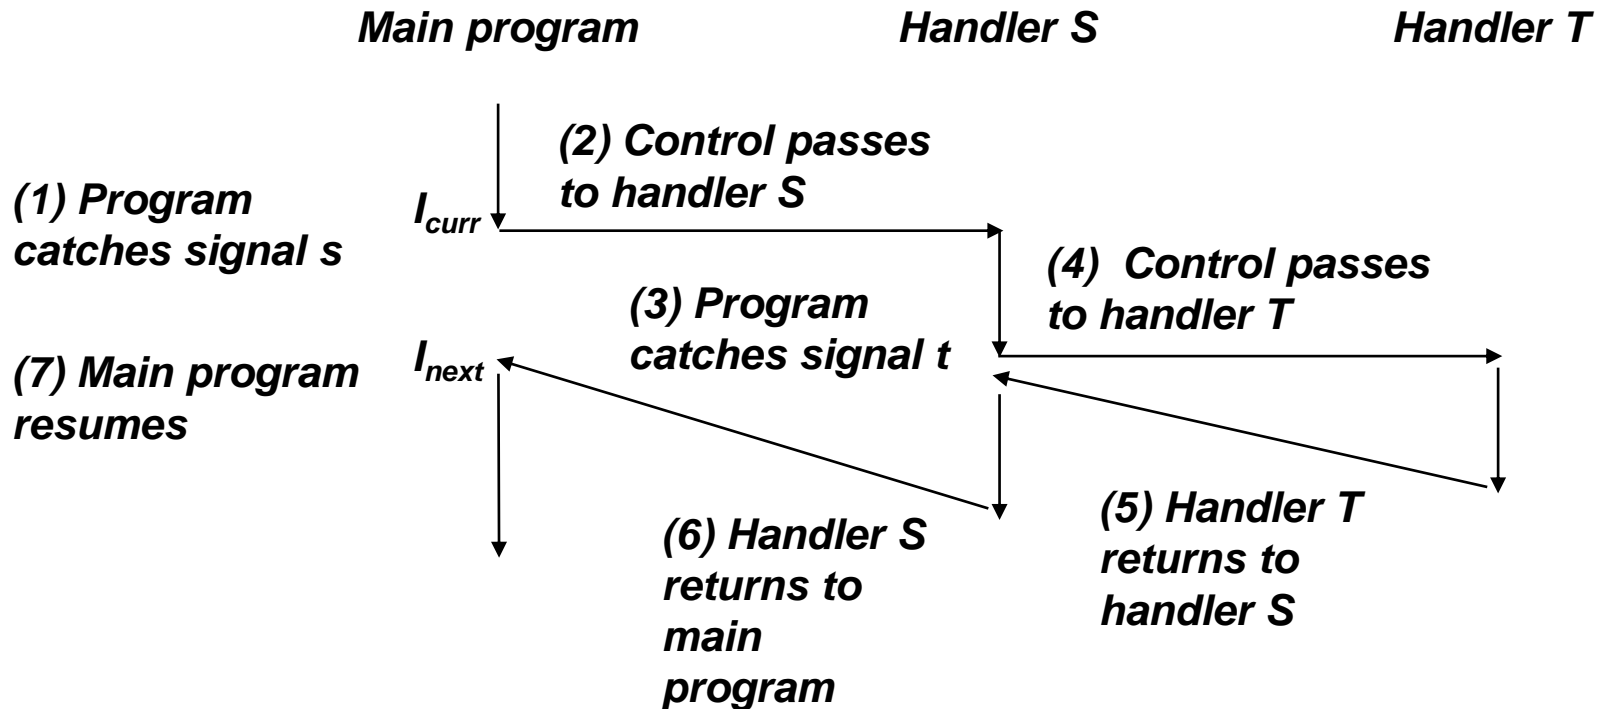 Main program Handler S Handler T
(1) Program
catches signal s
I_curr
(2) Control passes
to handler S
(3) Program
catches signal t
(4) Control passes
to handler T
(5) Handler T
returns to
handler S
(6) Handler S
returns to
main
program
(7) Main program
resumes
I_next